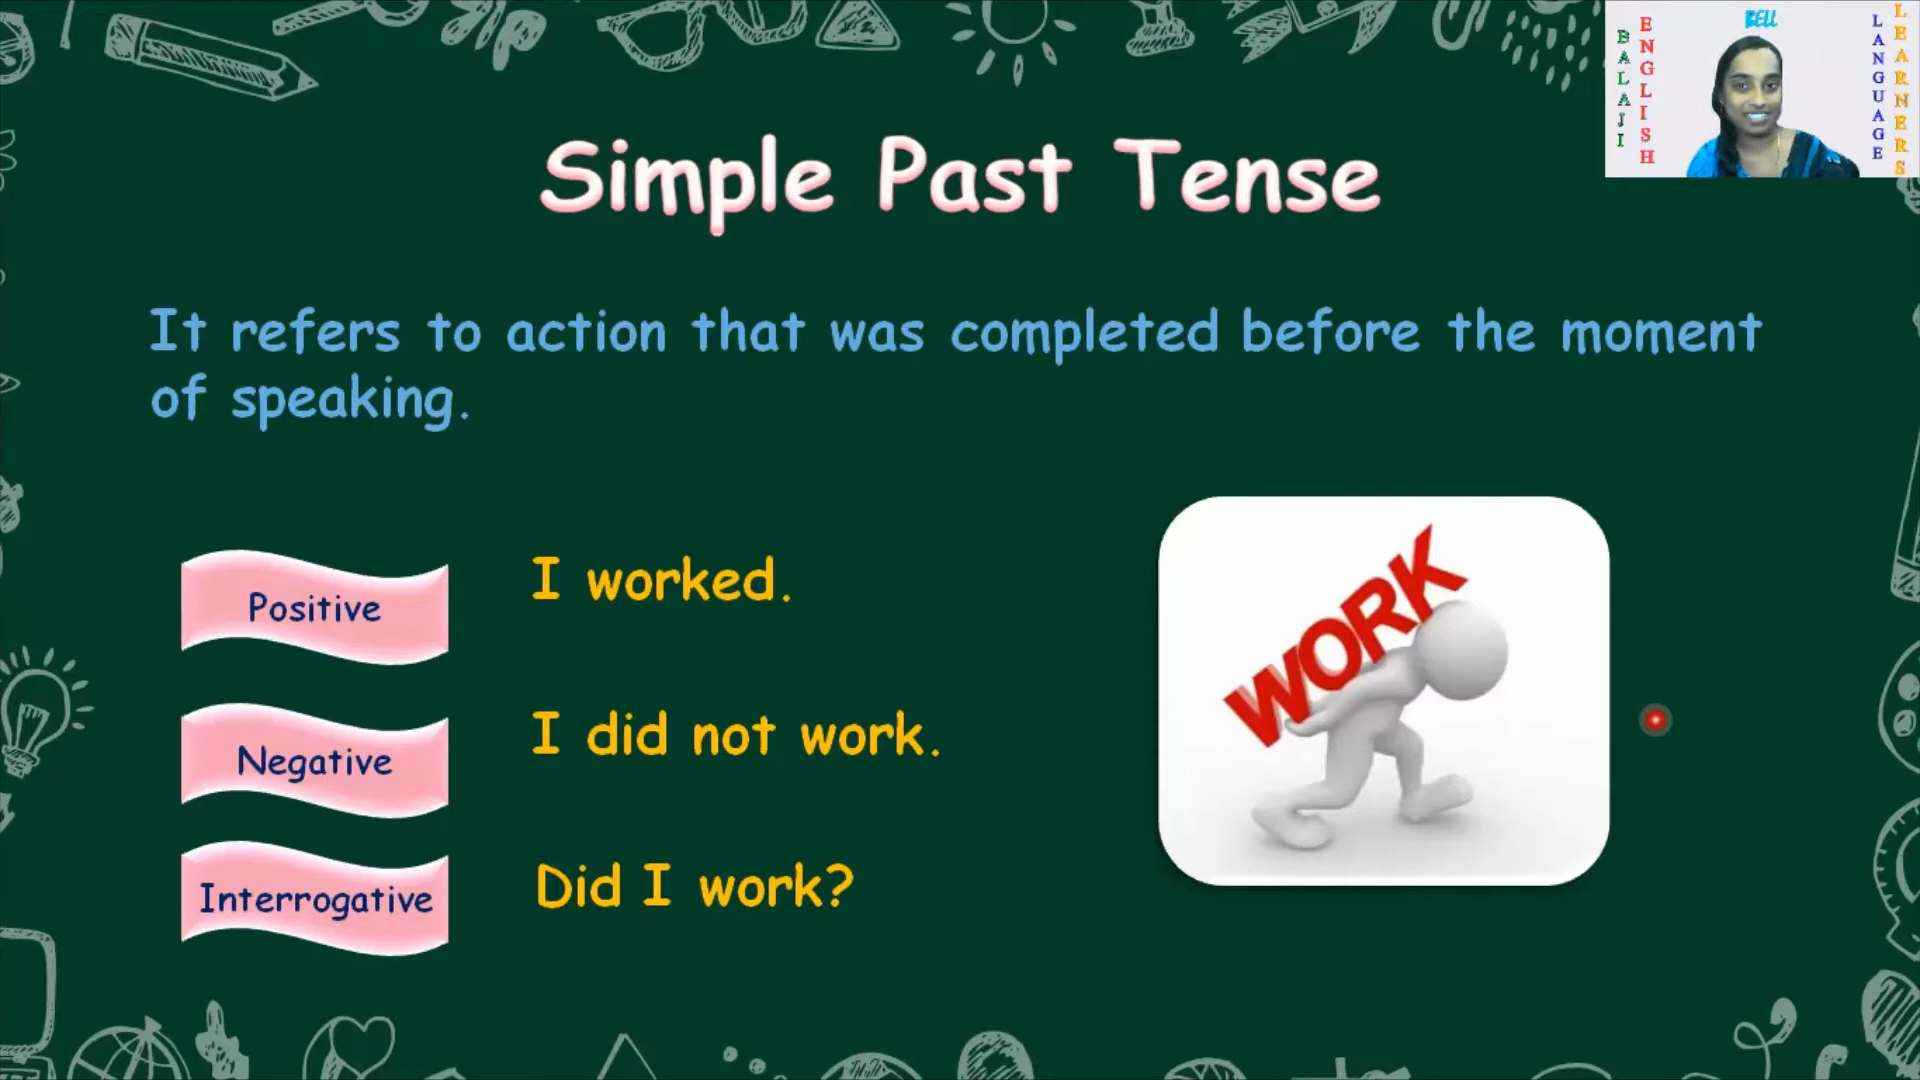 BALAJI
ENGLISH
BELL
LANGUAGE
LEARNERS
Simple Past Tense
It refers to action that was completed before the moment
of speaking.
Positive
I worked.
Negative
I did not work.
Interrogative
Did I work?
WORK